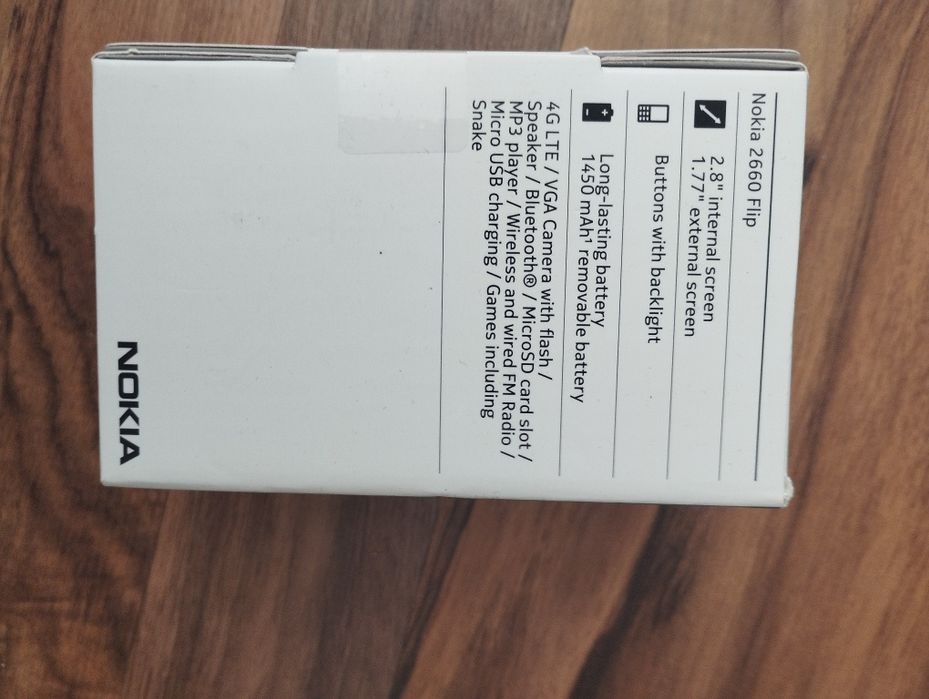 Nokia 2660 Flip
2.8" internal screen
1.77" external screen
Buttons with backlight
Long-lasting battery
1450 mAh¹ removable battery
4G LTE / VGA Camera with flash /
Speaker / Bluetooth® / MicroSD card slot /
MP3 player / Wireless and wired FM Radio /
Micro USB charging / Games including
Snake
NOKIA